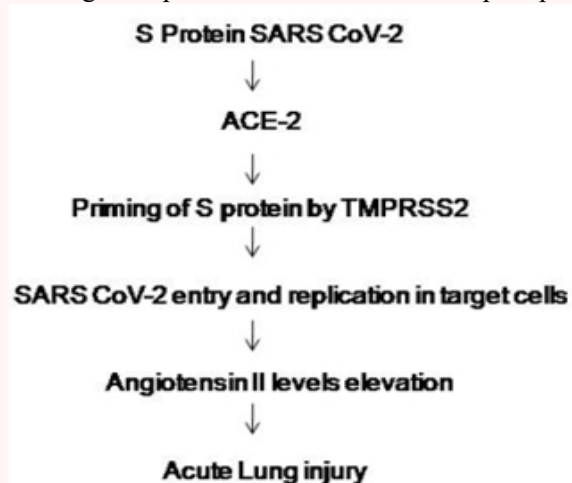 S Protein SARS CoV-2
↓
ACE-2
↓
Priming of S protein by TMPRSS2
↓
SARS CoV-2 entry and replication in target cells
↓
Angiotensin II levels elevation
↓
Acute Lung injury